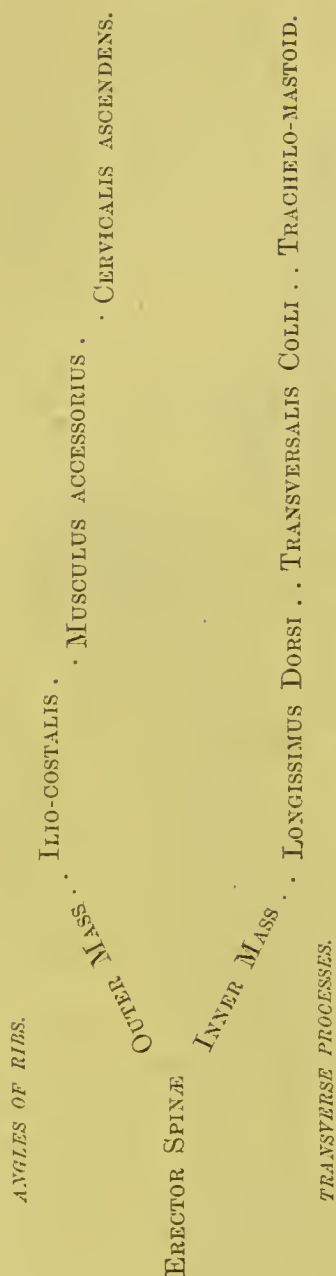 ANGLES OF RIBS.
ERECTOR SPINÆ
OUTER MASS . . ILIO-COSTALIS . . MUSCULUS ACCESSORIUS . . CERVICALIS ASCENDENS.
INNER MASS . . LONGISSIMUS DORSI . . TRANSVERSALIS COLLI . . TRACHELO-MASTOID.
TRANSVERSE PROCESSES.